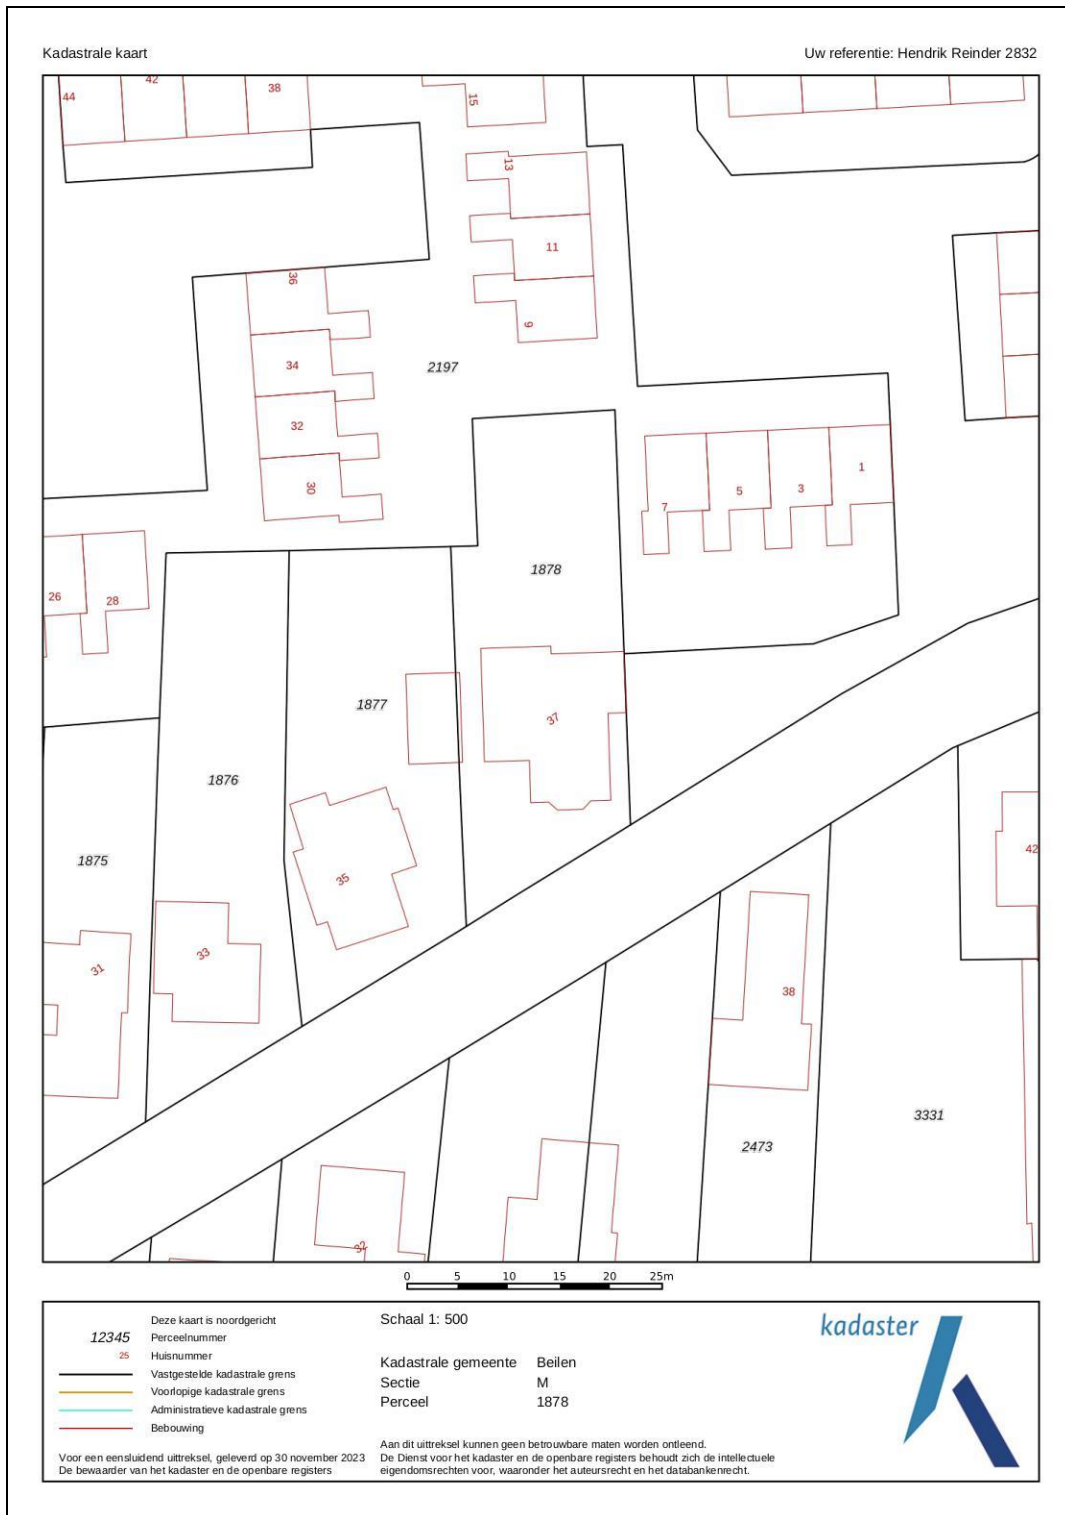 Kadastrale kaart
Uw referentie: Hendrik Reinder 2832
44
42
38
15
13
11
9
36
34
32
30
2197
1
3
5
7
26
28
1878
1877
37
1876
1875
35
33
31
42
38
3331
2473
32
0 5 10 15 20 25m
Deze kaart is noordgericht
12345 Perceelnummer
25 Huisnummer
Vastgestelde kadastrale grens
Voorlopige kadastrale grens
Administratieve kadastrale grens
Bebouwing
Voor een eensluidend uittreksel, geleverd op 30 november 2023
De bewaarder van het kadaster en de openbare registers
Schaal 1: 500
Kadastrale gemeente Beilen
Sectie M
Perceel 1878
Aan dit uittreksel kunnen geen betrouwbare maten worden ontleend.
De Dienst voor het kadaster en de openbare registers behoudt zich de intellectuele
eigendomsrechten voor, waaronder het auteursrecht en het databankenrecht.
kadaster